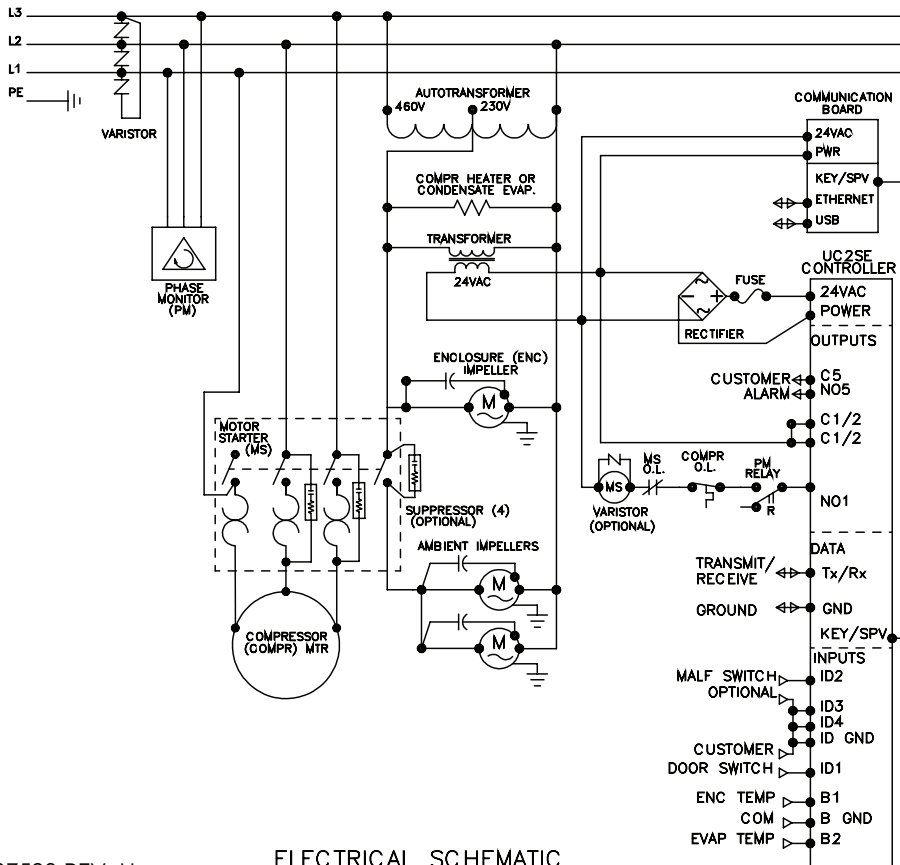 L3
L2
L1
PE
VARISTOR
AUTOTRANSFORMER
460V
230V
COMMUNICATION
BOARD
24VAC
PWR
KEY/SPV
ETHERNET
USB
COMPR HEATER OR
CONDENSATE EVAP.
TRANSFORMER
24VAC
PHASE
MONITOR
(PM)
UC2SE
CONTROLLER
FUSE
24VAC
POWER
RECTIFIER
OUTPUTS
ENCLOSURE (ENC)
IMPELLER
M
CUSTOMER
ALARM
C5
NO5
C1/2
C1/2
MOTOR
STARTER
(MS)
SUPPRESSOR (4)
(OPTIONAL)
MS
O.L.
COMPR
O.L.
PM
RELAY
MS
R
NO1
VARISTOR
(OPTIONAL)
AMBIENT IMPELLERS
M
M
DATA
TRANSMIT/
RECEIVE
Tx/Rx
GROUND
GND
KEY/SPV
COMPRESSOR
(COMPR) MTR
INPUTS
MALF SWITCH
ID2
OPTIONAL
ID3
ID4
ID GND
CUSTOMER
DOOR SWITCH
ID1
ENC TEMP
B1
COM
B GND
EVAP TEMP
B2
ELECTRICAL SCHEMATIC